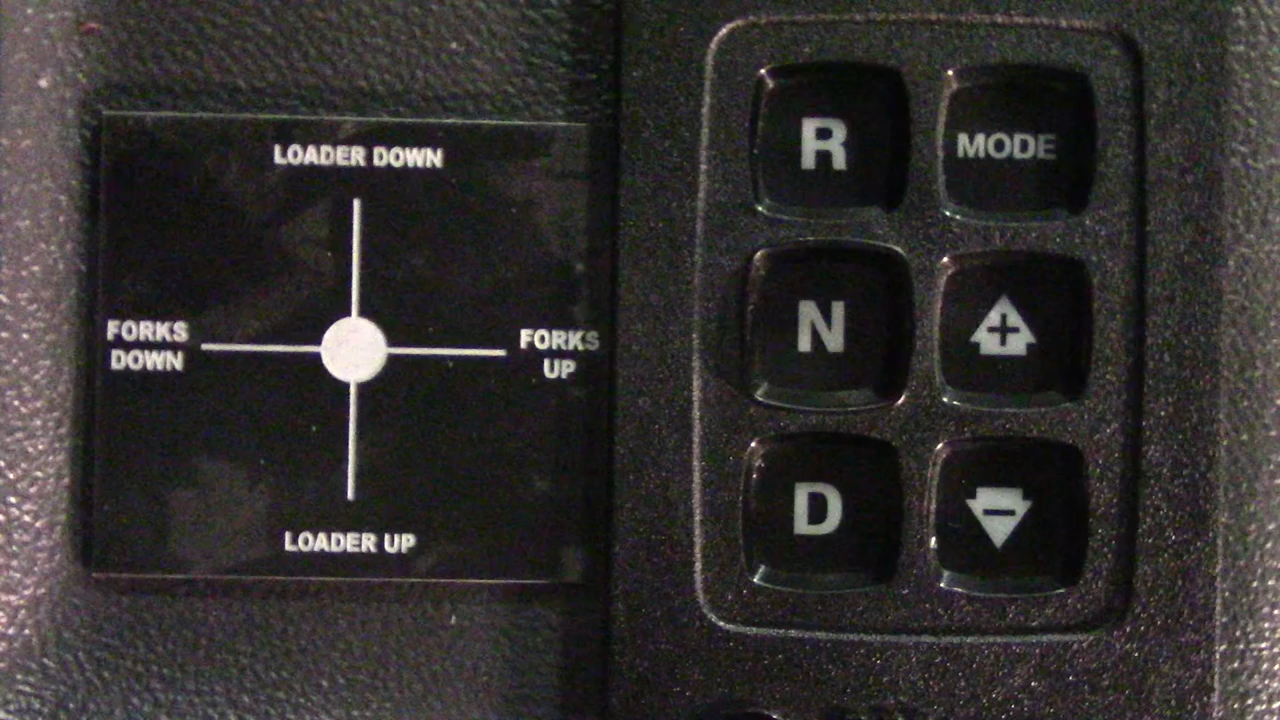 LOADER DOWN
FORKS
DOWN
FORKS
UP
LOADER UP
R
MODE
N
+
D
-